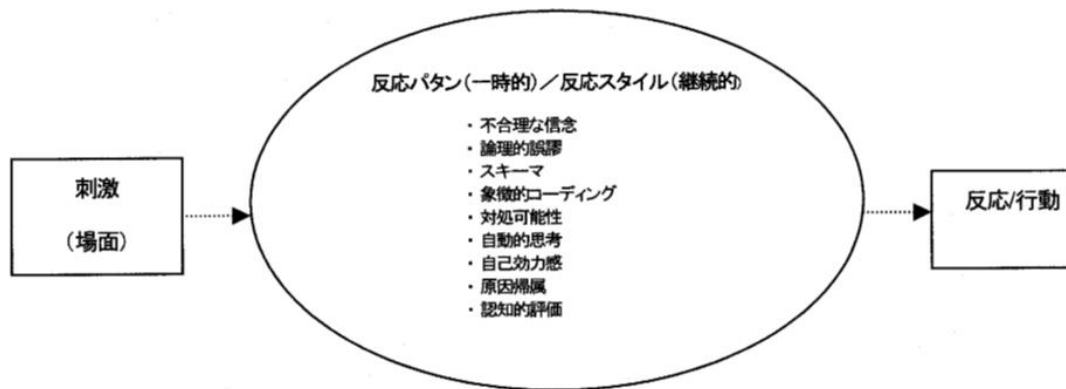 反応パタン（一時的）／反応スタイル（継続的）
・不合理な信念
・論理的誤謬
・スキーマ
・象徴的コーディング
・対処可能性
・自動的思考
・自己効力感
・原因帰属
・認知的評価
刺激
（場面）
反応/行動